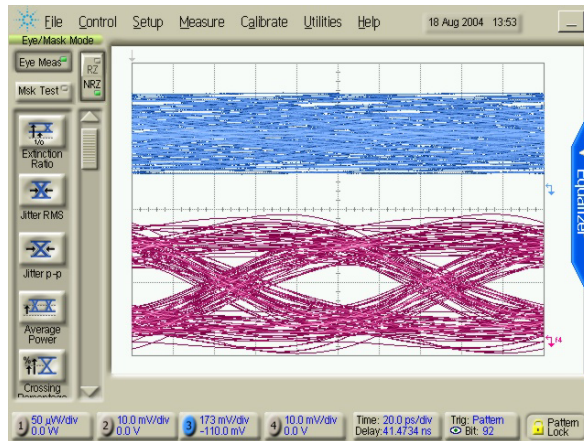 File Control Setup Measure Calibrate Utilities Help 18 Aug 2004 13:53
Eye/Mask Mode
Eye Meas
RZ
NRZ
Msk Test
Extinction
Ratio
Jitter RMS
Jitter p-p
Average
Power
Crossing
Percentage
Equalizer
f4
1) 50 µW/div
0.0 W
2) 10.0 mV/div
0.0 V
3) 173 mV/div
-110.0 mV
4) 10.0 mV/div
0.0 V
Time: 20.0 ps/div
Delay: 41.4734 ns
Trig: Pattern
Bit: 92
Pattern
Lock